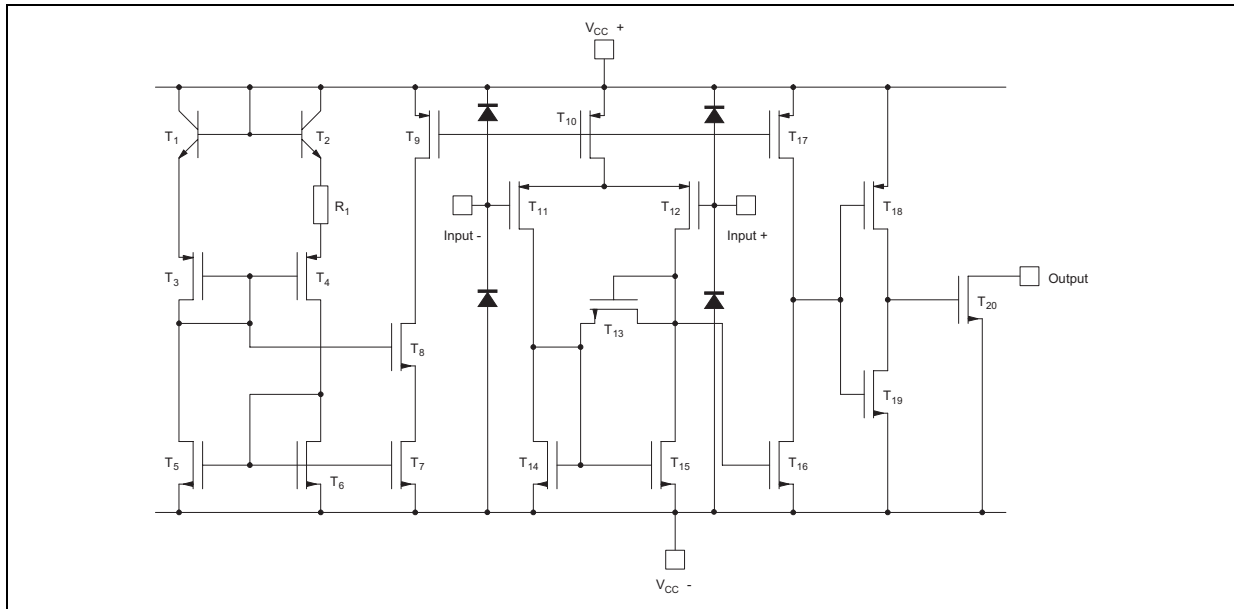 V_CC +
T_1
T_2
T_9
T_10
T_17
R_1
T_11
T_12
T_18
Input -
Input +
T_3
T_4
Output
T_20
T_13
T_8
T_19
T_5
T_6
T_7
T_14
T_15
T_16
V_CC -